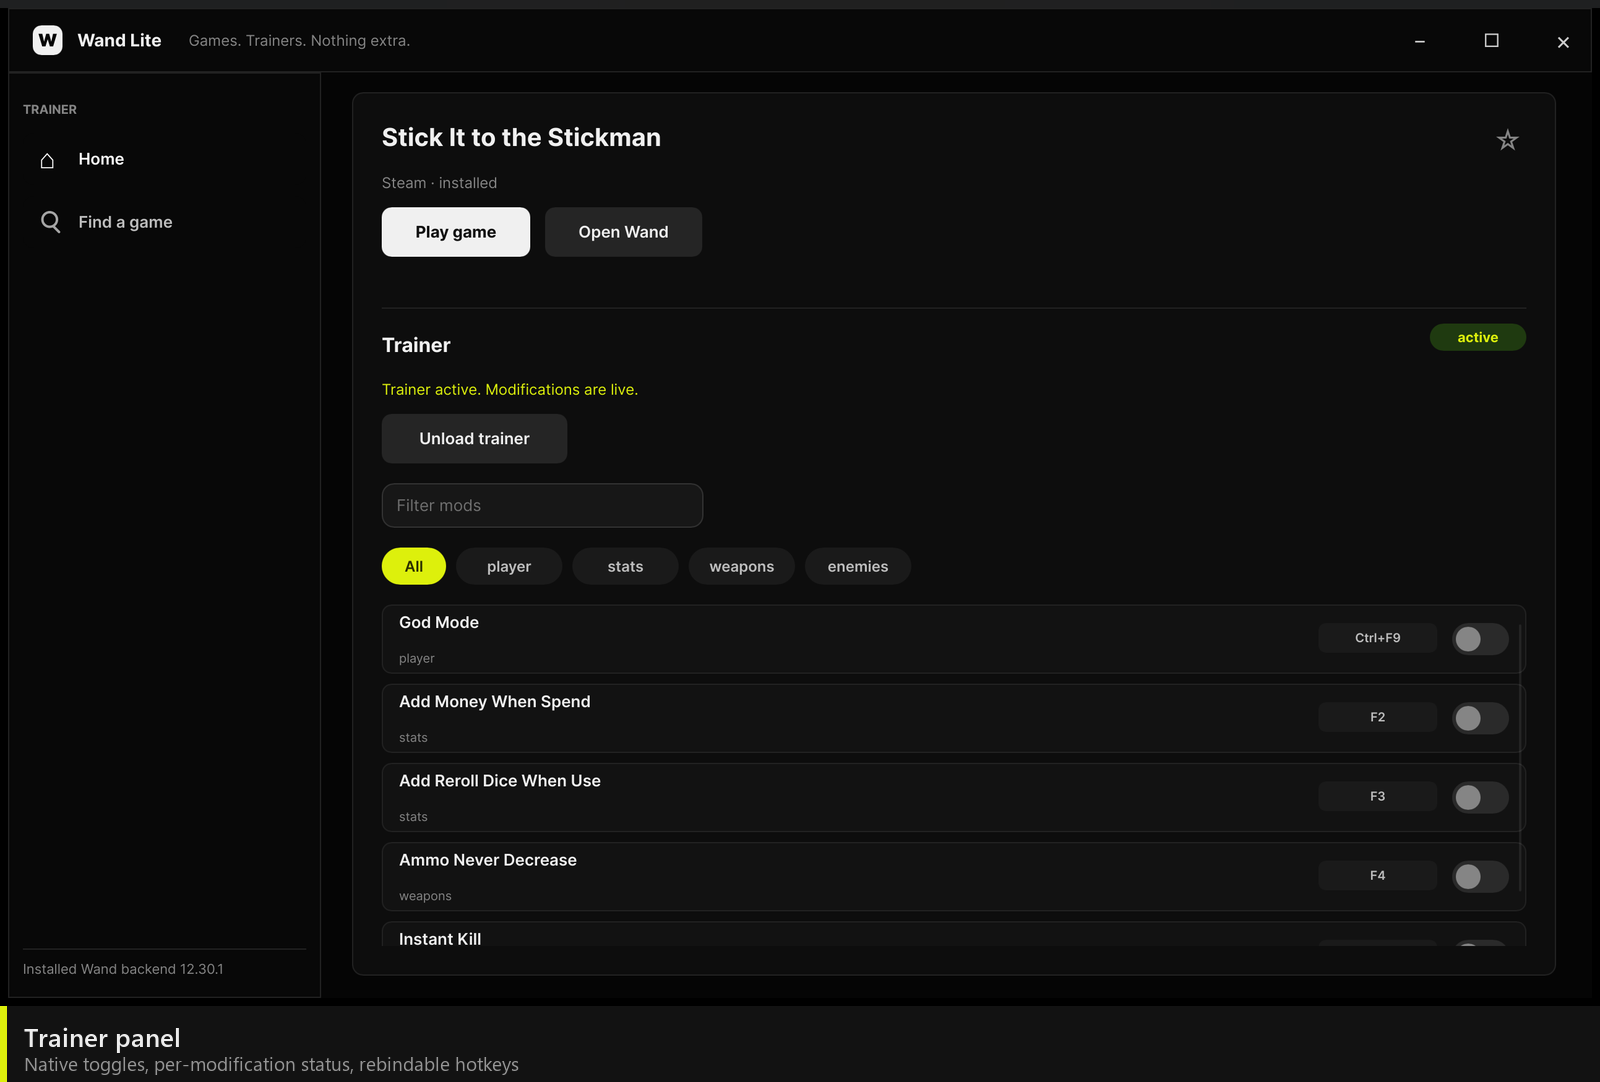 W Wand Lite Games. Trainers. Nothing extra.
TRAINER
Home
Find a game
Installed Wand backend 12.30.1
Stick It to the Stickman
Steam · installed
Play game Open Wand
Trainer
active
Trainer active. Modifications are live.
Unload trainer
Filter mods
All player stats weapons enemies
God Mode
player
Ctrl+F9
Add Money When Spend
stats
F2
Add Reroll Dice When Use
stats
F3
Ammo Never Decrease
weapons
F4
Instant Kill
Trainer panel
Native toggles, per-modification status, rebindable hotkeys